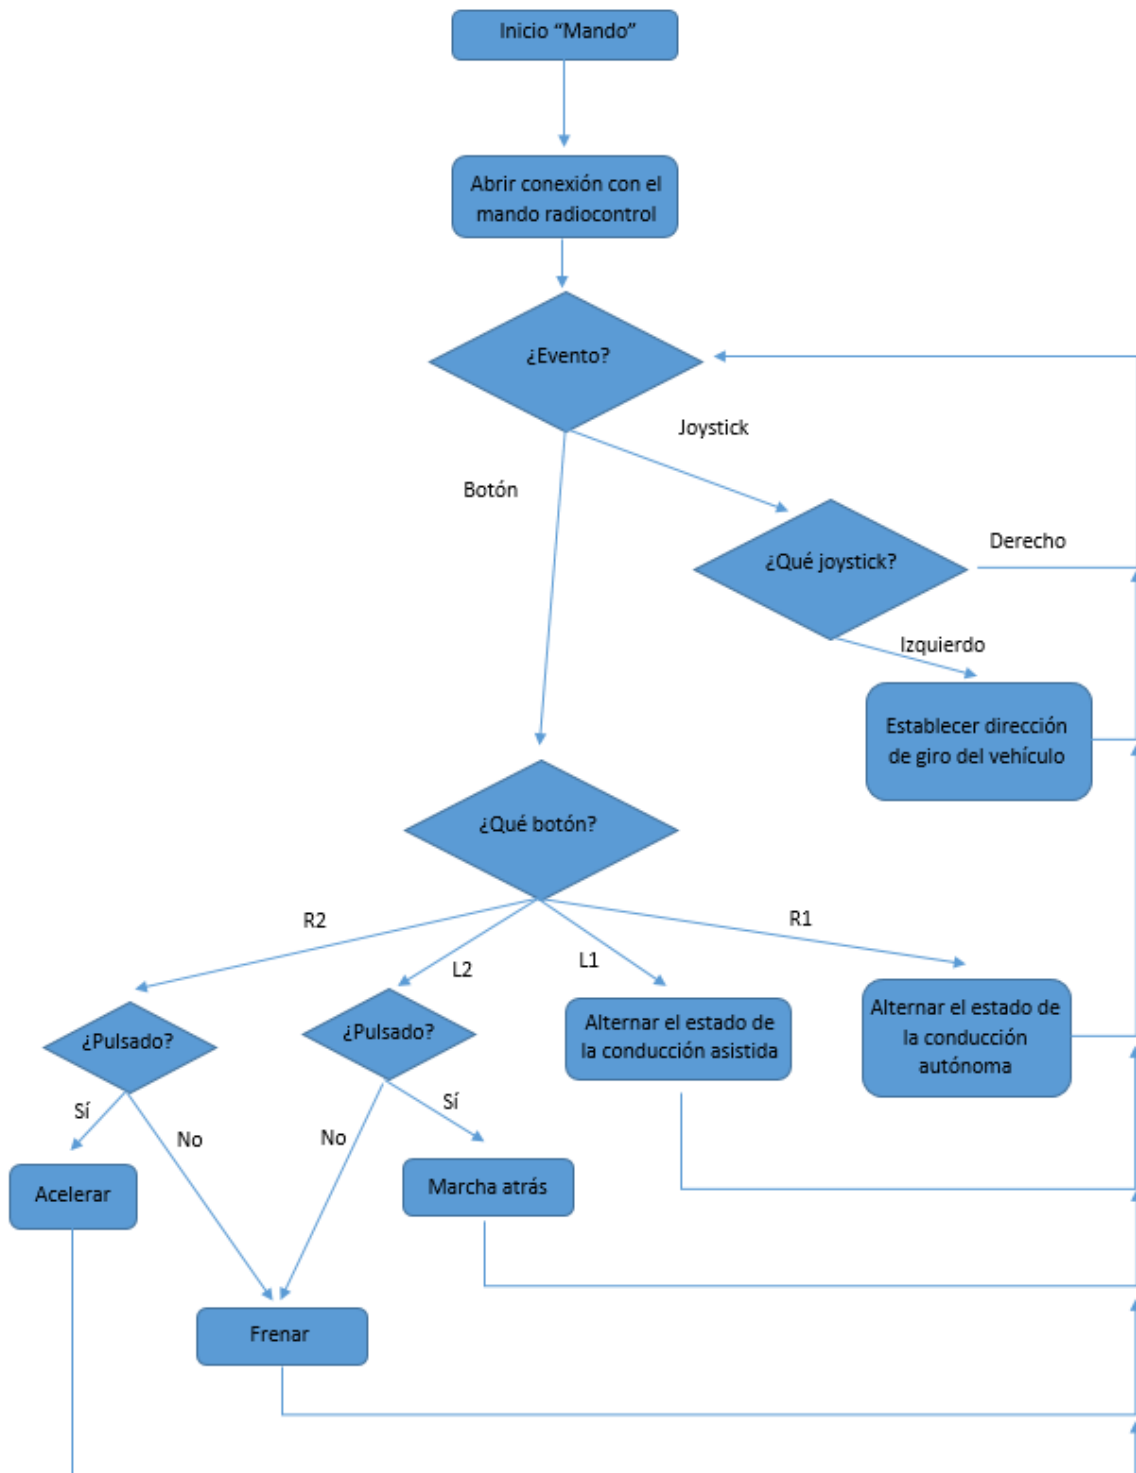 Inicio “Mando”
Abrir conexión con el
mando radiocontrol
¿Evento?
Joystick
Botón
Derecho
¿Qué joystick?
Izquierdo
Establecer dirección
de giro del vehículo
¿Qué botón?
R2
L2
L1
R1
¿Pulsado?
¿Pulsado?
Alternar el estado de
la conducción asistida
Alternar el estado de
la conducción
autónoma
Sí
No
No
Sí
Acelerar
Marcha atrás
Frenar